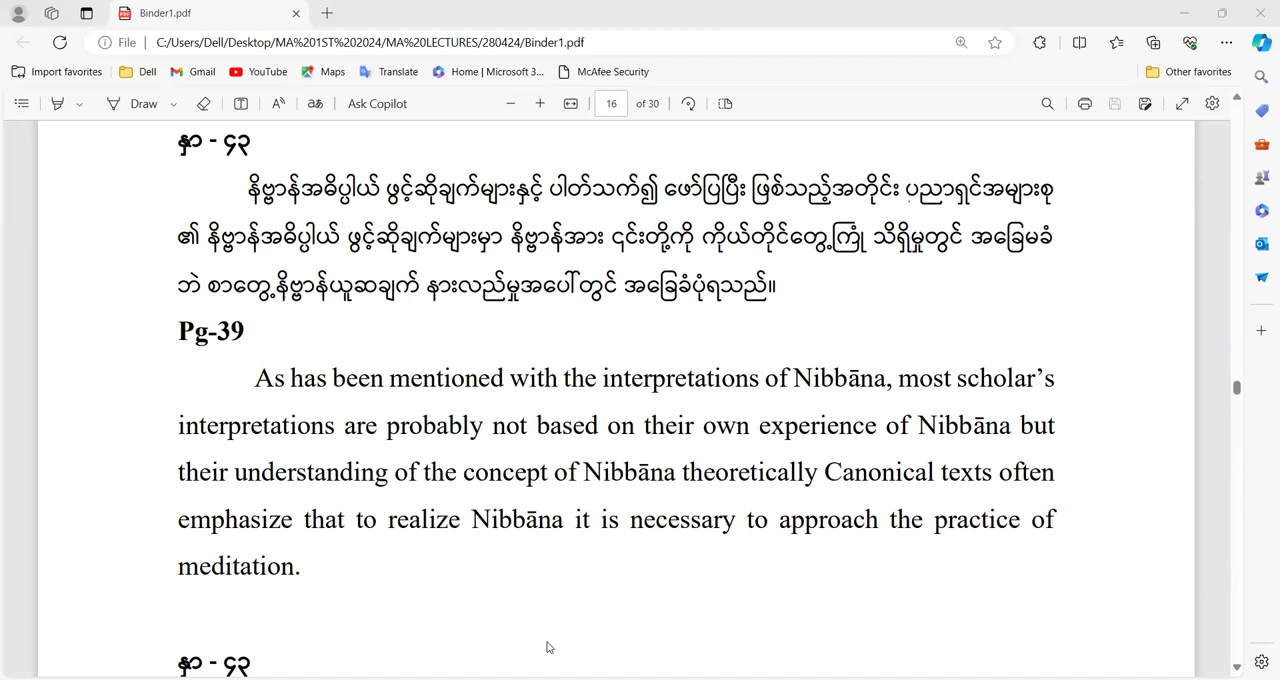 Binder1.pdf
File
C:/Users/Dell/Desktop/MA%201ST%202024/MA%20LECTURES/280424/Binder1.pdf
Import favorites Dell Gmail YouTube Maps Translate Home | Microsoft 3... McAfee Security Other favorites
Draw Ask Copilot 16 of 30
နှာ - ၄၃
နိဗ္ဗာန်အဓိပ္ပါယ် ဖွင့်ဆိုချက်များနှင့် ပါတ်သက်၍ ဖော်ပြပြီး ဖြစ်သည့်အတိုင်း ပညာရှင်အများစု
၏ နိဗ္ဗာန်အဓိပ္ပါယ် ဖွင့်ဆိုချက်များမှာ နိဗ္ဗာန်အား ၎င်းတို့ကို ကိုယ်တိုင်တွေ့ကြုံ သိရှိမှုတွင် အခြေမခံ
ဘဲ စာတွေ့နိဗ္ဗာန်ယူဆချက် နားလည်မှုအပေါ်တွင် အခြေခံပုံရသည်။
Pg-39
As has been mentioned with the interpretations of Nibbāna, most scholar's
interpretations are probably not based on their own experience of Nibbāna but
their understanding of the concept of Nibbāna theoretically Canonical texts often
emphasize that to realize Nibbāna it is necessary to approach the practice of
meditation.
နှာ - ၄၃